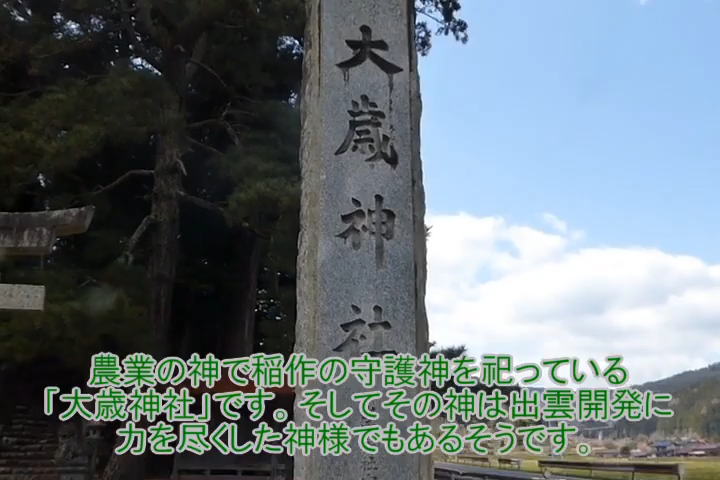 大歳神社
農業の神で稲作の守護神を祀っている
「大歳神社」です。そしてその神は出雲開発に
力を尽くした神様でもあるそうです。